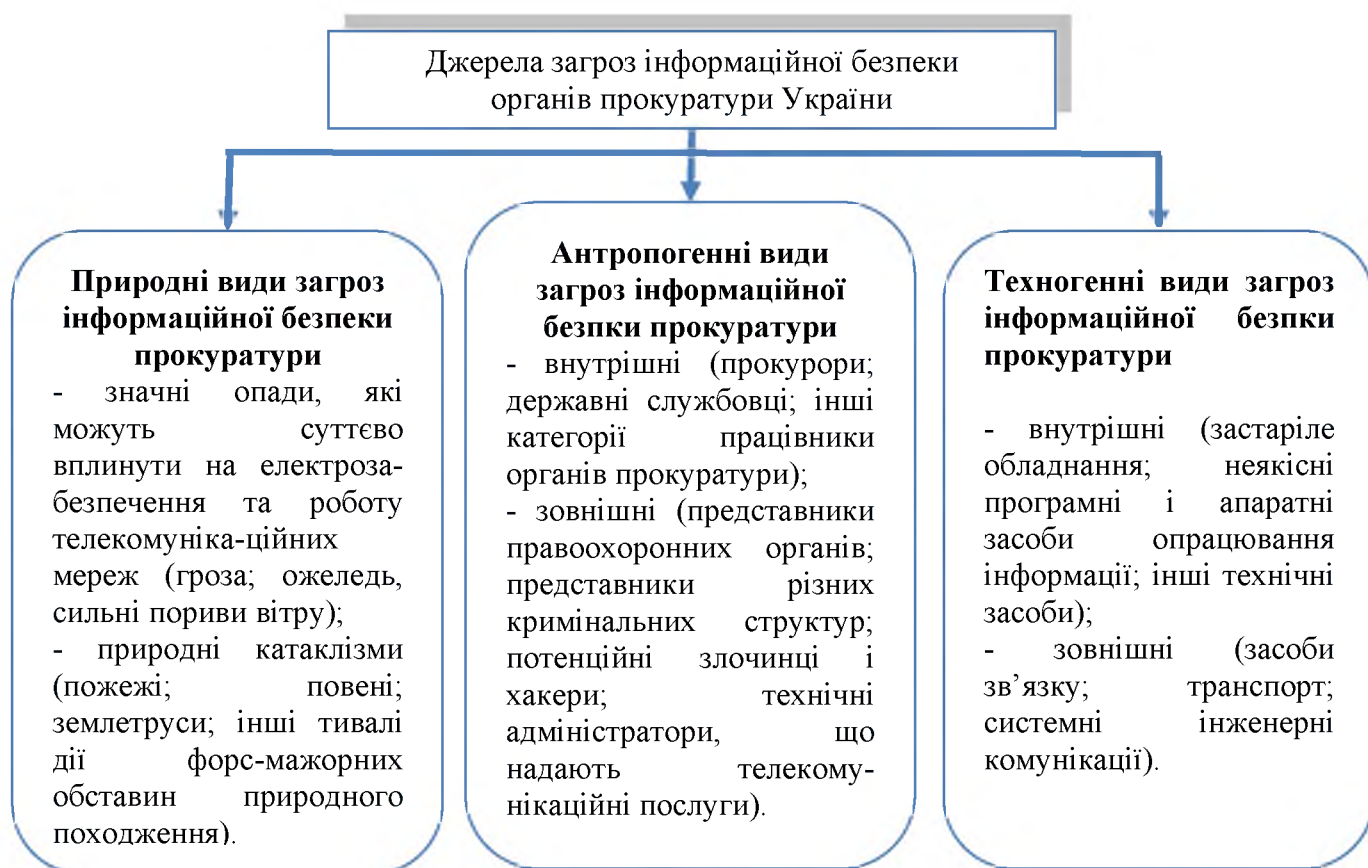 Джерела загроз інформаційної безпеки
органів прокуратури України
Природні види загроз
інформаційної безпеки
прокуратури
- значні опади, які
можуть суттєво
вплинути на електроза-
безпечення та роботу
телекомуніка-ційних
мереж (гроза; ожеледь,
сильні пориви вітру);
- природні катаклізми
(пожежі; повені;
землетруси; інші тивалі
дії форс-мажорних
обставин природного
походження).
Антропогенні види
загроз інформаційної
безпки прокуратури
- внутрішні (прокурори;
державні службовці; інші
категорії працівники
органів прокуратури);
- зовнішні (представники
правоохоронних органів;
представники різних
кримінальних структур;
потенційні злочинці і
хакери; технічні
адміністратори, що
надають телекому-
нікаційні послуги).
Техногенні види загроз
інформаційної безпки
прокуратури
- внутрішні (застаріле
обладнання; неякісні
програмні і апаратні
засоби опрацювання
інформації; інші технічні
засоби);
- зовнішні (засоби
зв’язку; транспорт;
системні інженерні
комунікації).